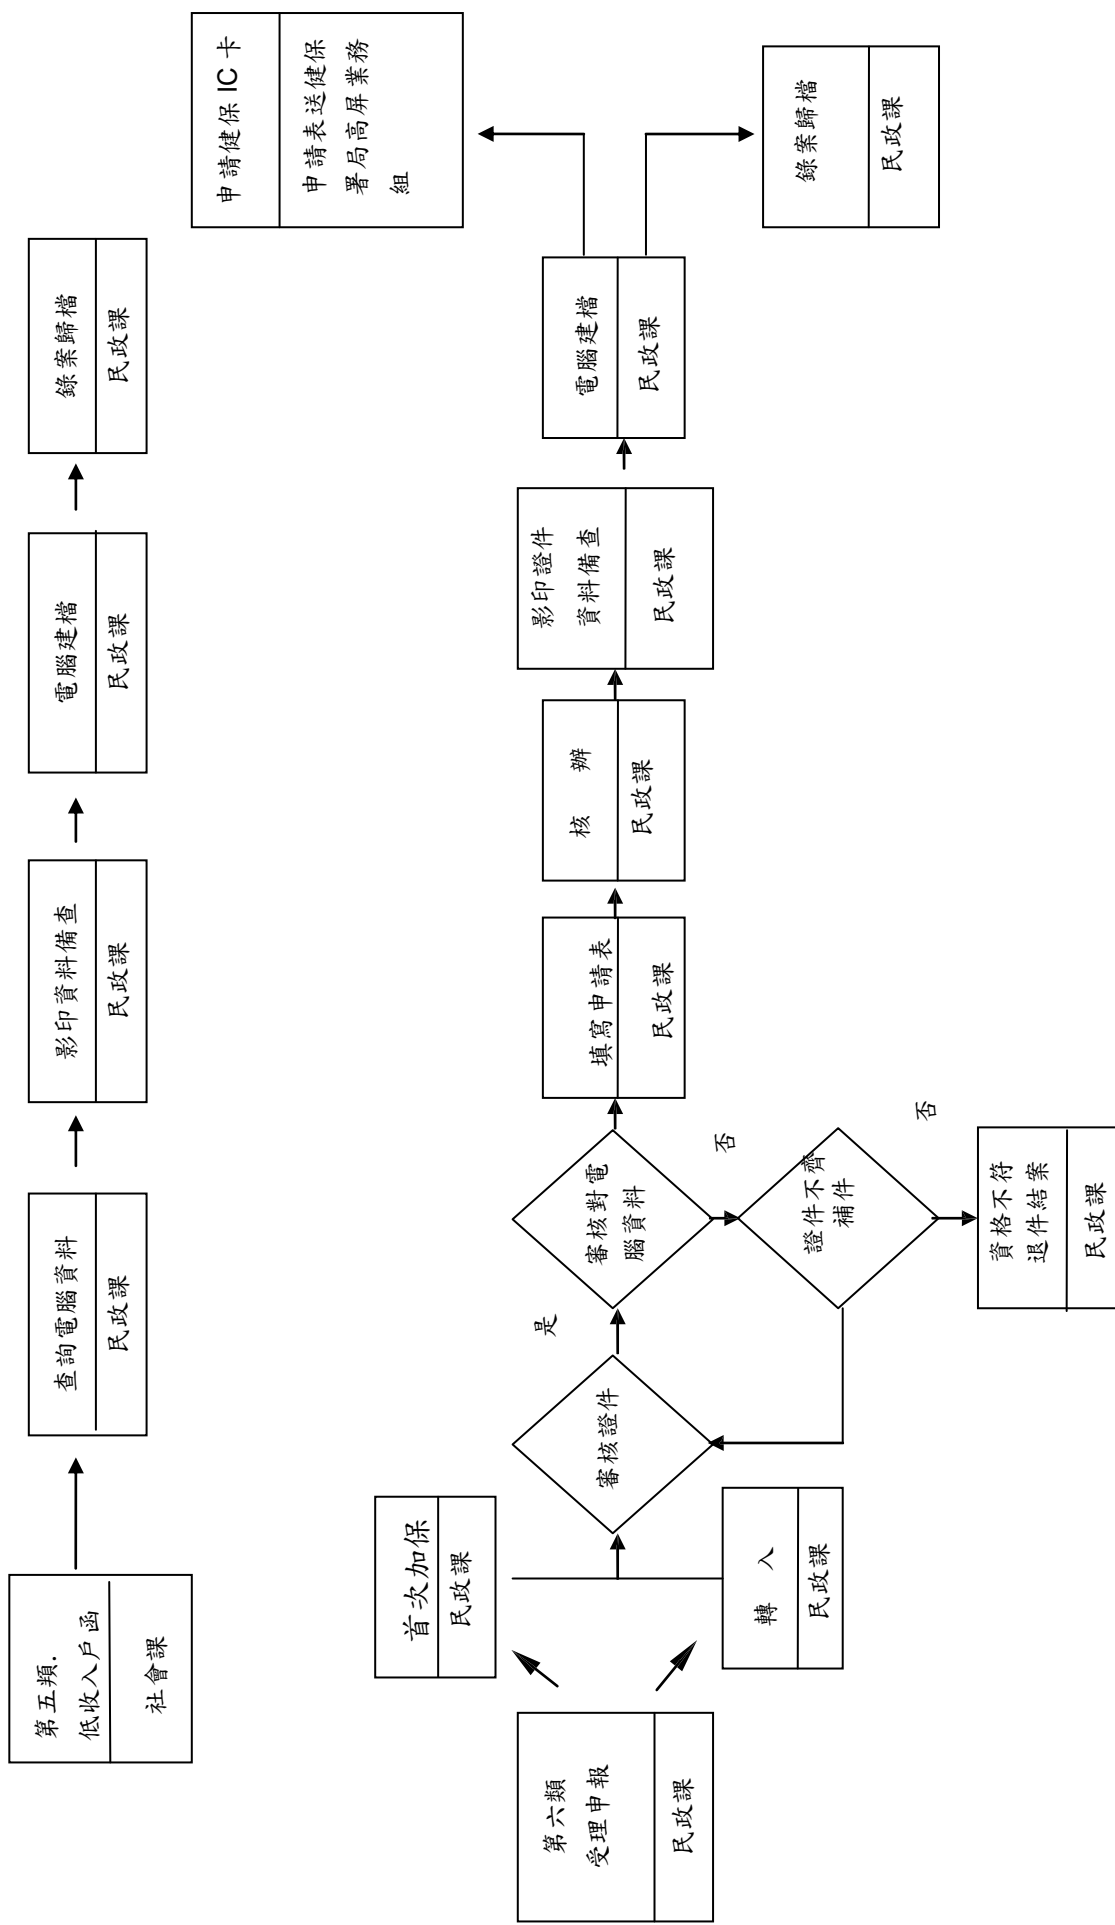 第五類.
低收入戶函
社會課
查詢電腦資料
民政課
影印資料備查
民政課
電腦建檔
民政課
錄案歸檔
民政課
第六類
受理申報
民政課
首次加保
民政課
轉 入
民政課
審核證件
是
審核對電
腦資料
否
證件不齊
補件
否
資格不符
退件結案
民政課
填寫申請表
民政課
核 辦
民政課
影印證件
資料備查
民政課
電腦建檔
民政課
申請健保 IC 卡
申請表送健保
署局高屏業務
組
錄案歸檔
民政課